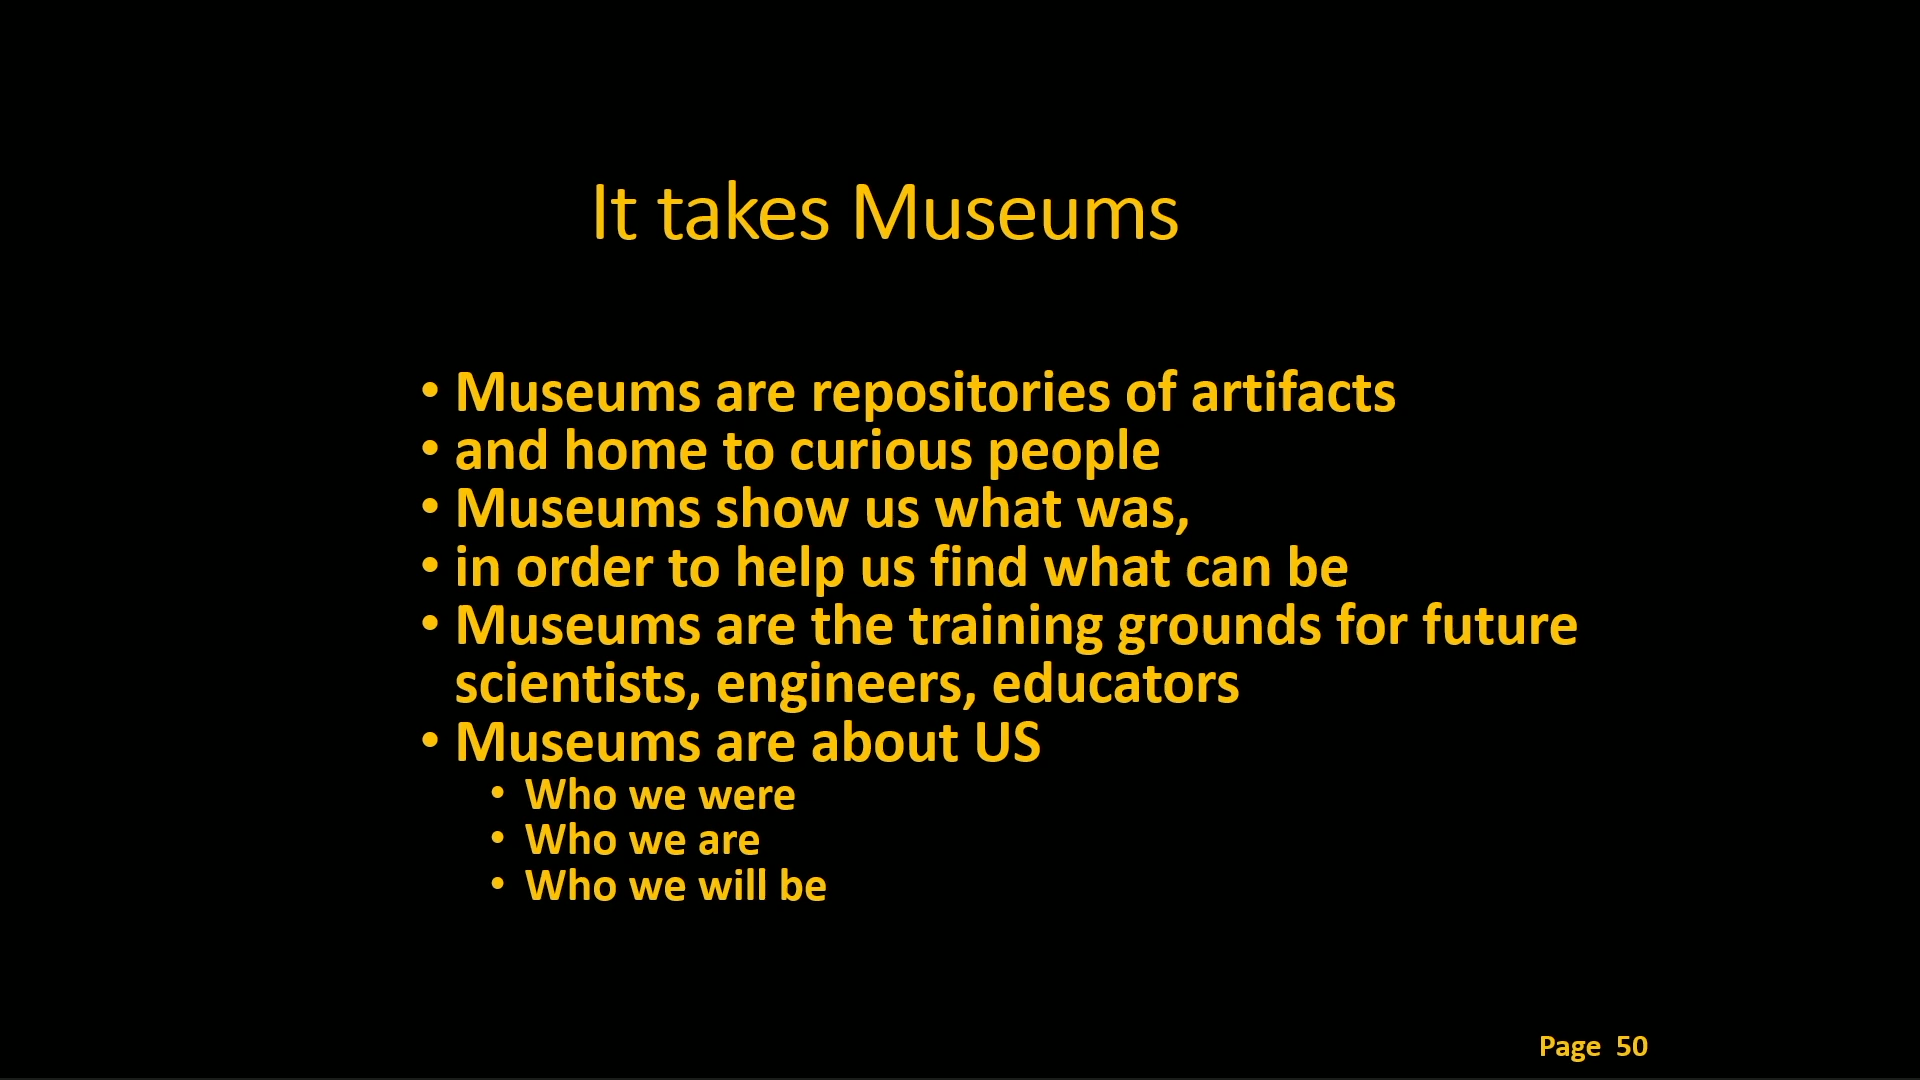 It takes Museums
• Museums are repositories of artifacts
• and home to curious people
• Museums show us what was,
• in order to help us find what can be
• Museums are the training grounds for future
scientists, engineers, educators
• Museums are about US
• Who we were
• Who we are
• Who we will be
Page 50